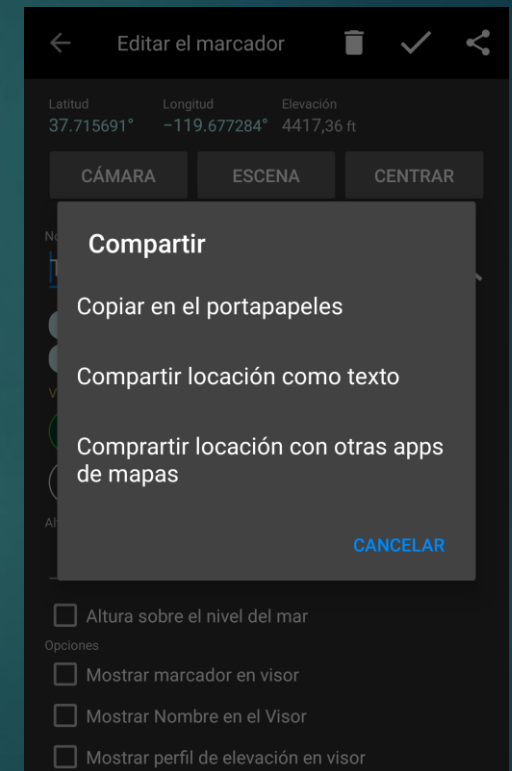 Editar el marcador
Latitud Longitud Elevación
37.715691° −119.677284° 4417,36 ft
CÁMARA ESCENA CENTRAR
Compartir
Copiar en el portapapeles
Compartir locación como texto
Comprartir locación con otras apps
de mapas
CANCELAR
Altura sobre el nivel del mar
Opciones
Mostrar marcador en visor
Mostrar Nombre en el Visor
Mostrar perfil de elevación en visor